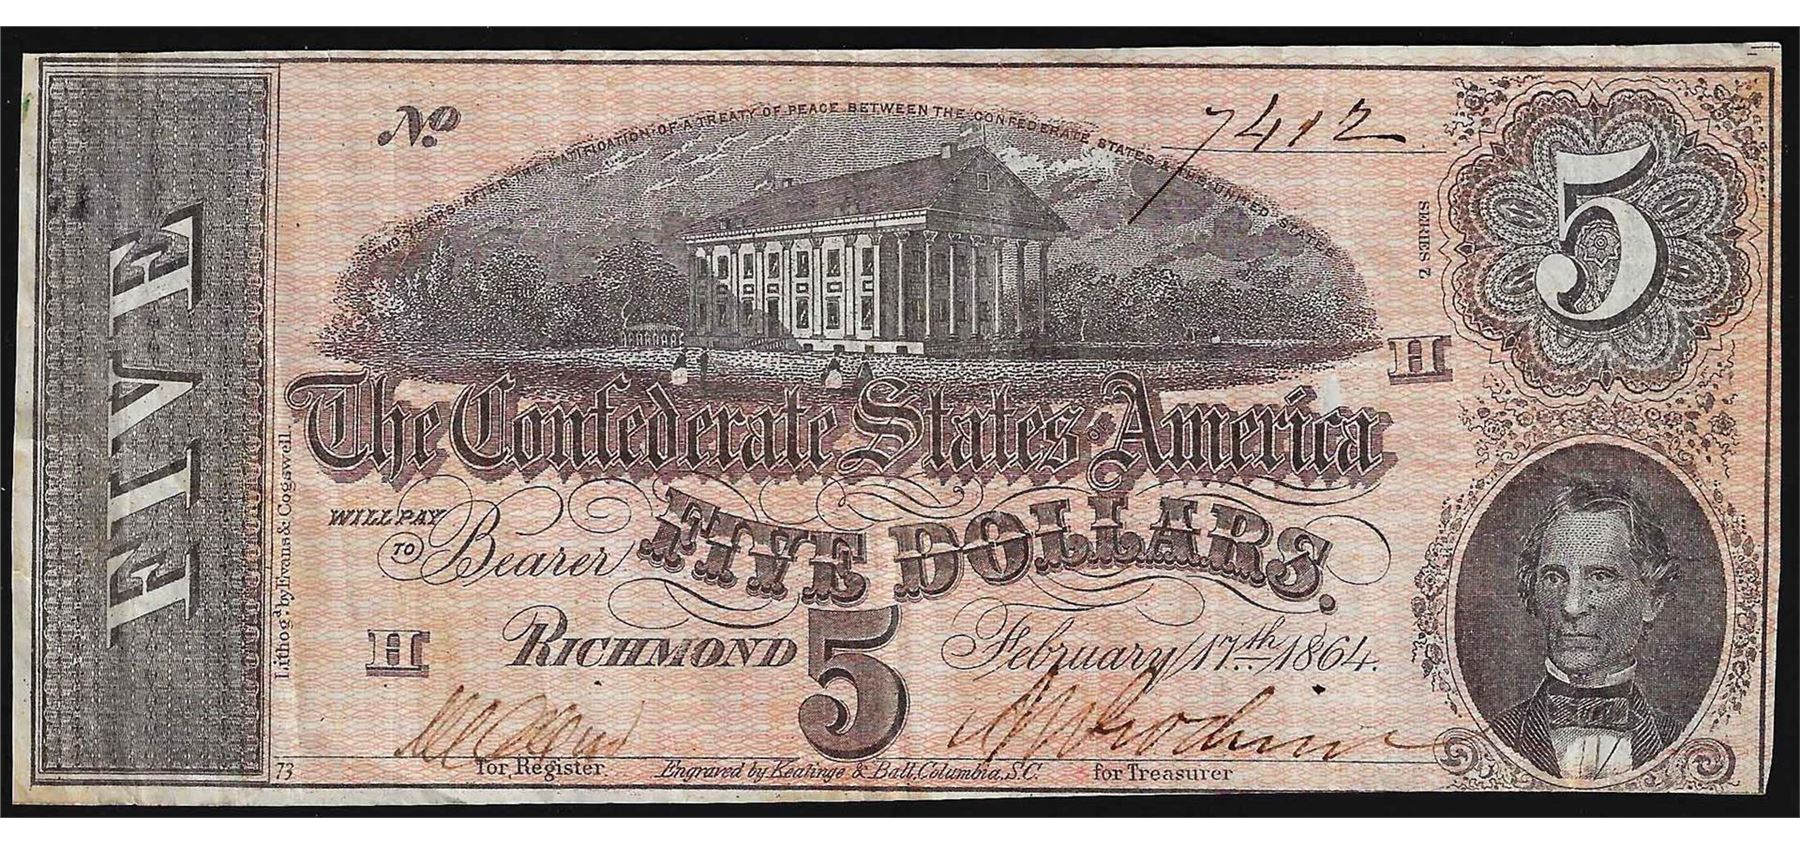 No 7412
TWO YEARS AFTER THE RATIFICATION OF A TREATY OF PEACE BETWEEN THE CONFEDERATE STATES & THE UNITED STATES
5
SERIES 7
FIVE
H
The Confederate States of America
WILL PAY
TO Bearer FIVE DOLLARS.
Lithog'd by Evans & Cogswell.
H RICHMOND 5 February 17th 1864.
73 for Register. Engraved by Keatinge & Ball, Columbia, S.C. for Treasurer